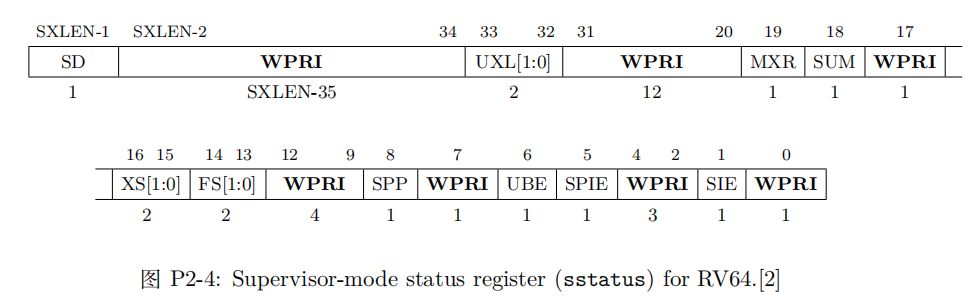 SXLEN-1 SXLEN-2 34 33 32 31 20 19 18 17
SD WPRI UXL[1:0] WPRI MXR SUM WPRI
1 SXLEN-35 2 12 1 1 1
16 15 14 13 12 9 8 7 6 5 4 2 1 0
XS[1:0] FS[1:0] WPRI SPP WPRI UBE SPIE WPRI SIE WPRI
2 2 4 1 1 1 1 3 1 1
图 P2-4: Supervisor-mode status register (sstatus) for RV64.[2]